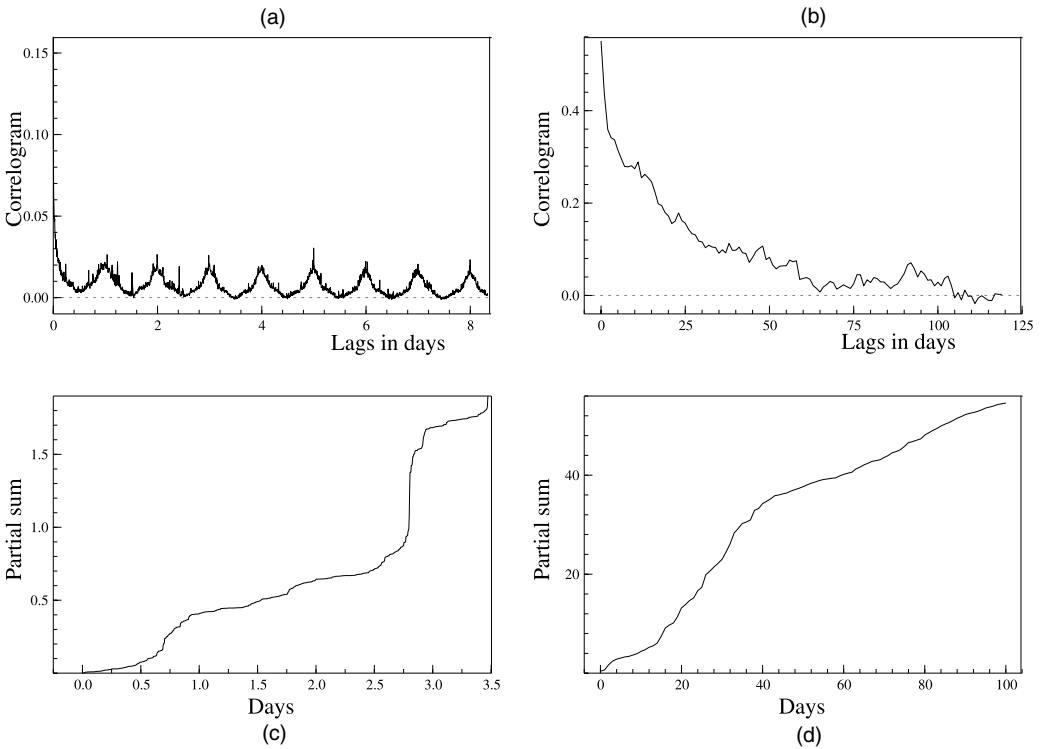 (a)
(b)
Correlogram
0.15
0.10
0.05
0.00
0 2 4 6 8
Lags in days
Correlogram
0.4
0.2
0.0
0 25 50 75 100 125
Lags in days
Partial sum
1.5
1.0
0.5
0.0 0.5 1.0 1.5 2.0 2.5 3.0 3.5
Days
(c)
Partial sum
40
20
0 20 40 60 80 100
Days
(d)